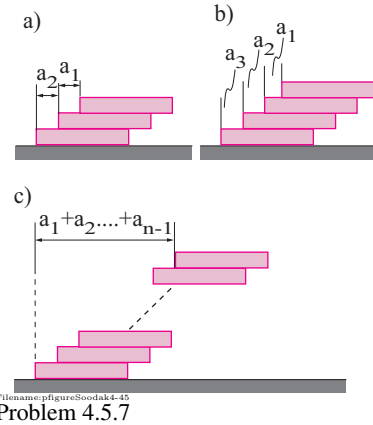 a)
a2 a1
b)
a3 a2 a1
c)
a1+a2....+an-1
Filename:pfigureSoodak4-45
Problem 4.5.7